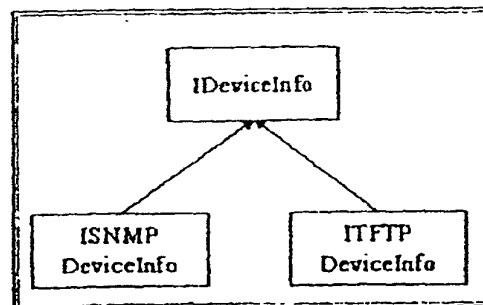 IDeviceInfo
ISNMP
DeviceInfo
ITFTP
DeviceInfo